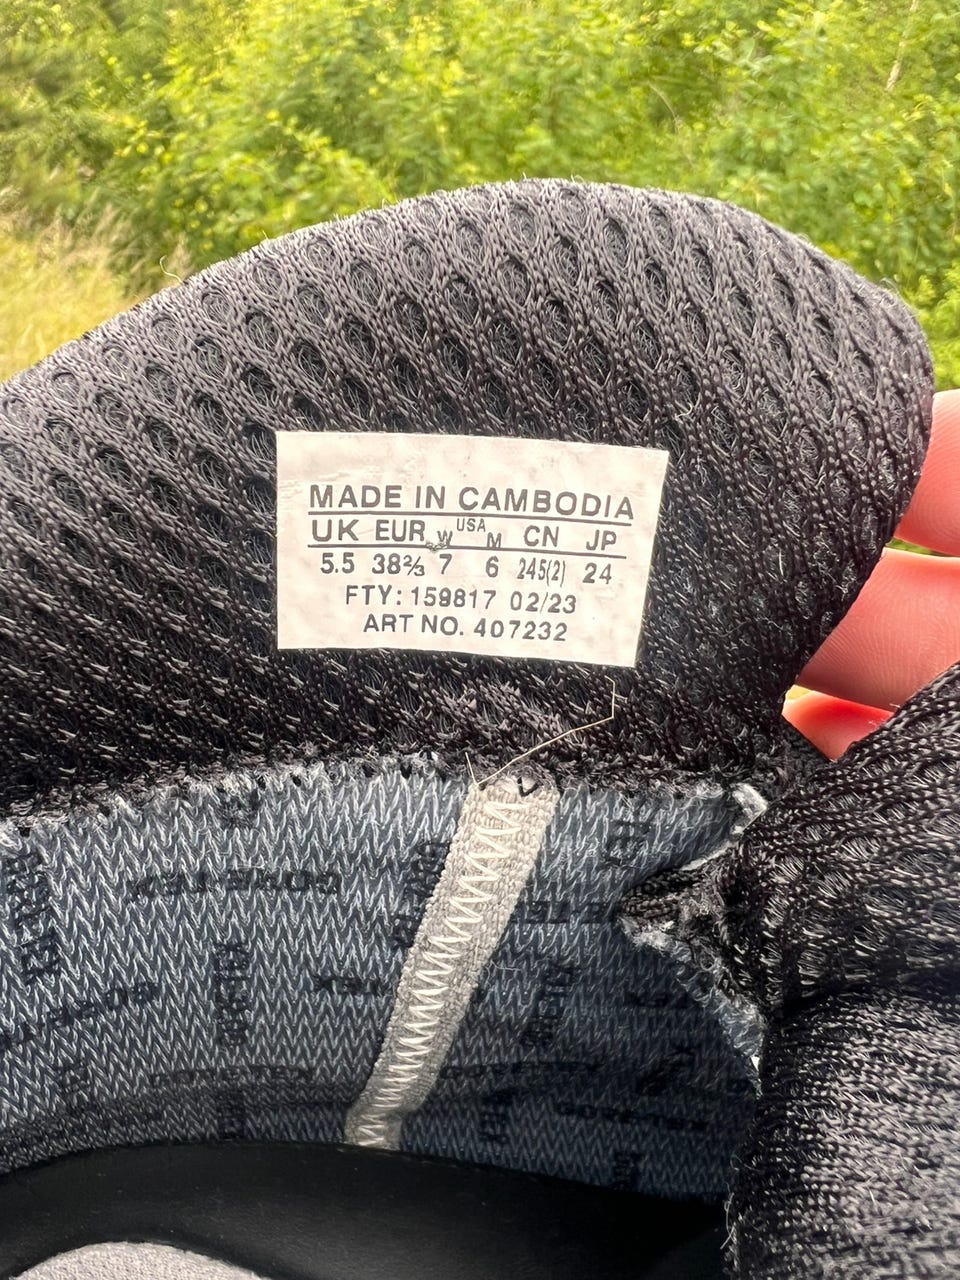 MADE IN CAMBODIA
UK EUR W USA M CN JP
5.5 38⅔ 7 6 245(2) 24
FTY: 159817 02/23
ART NO. 407232